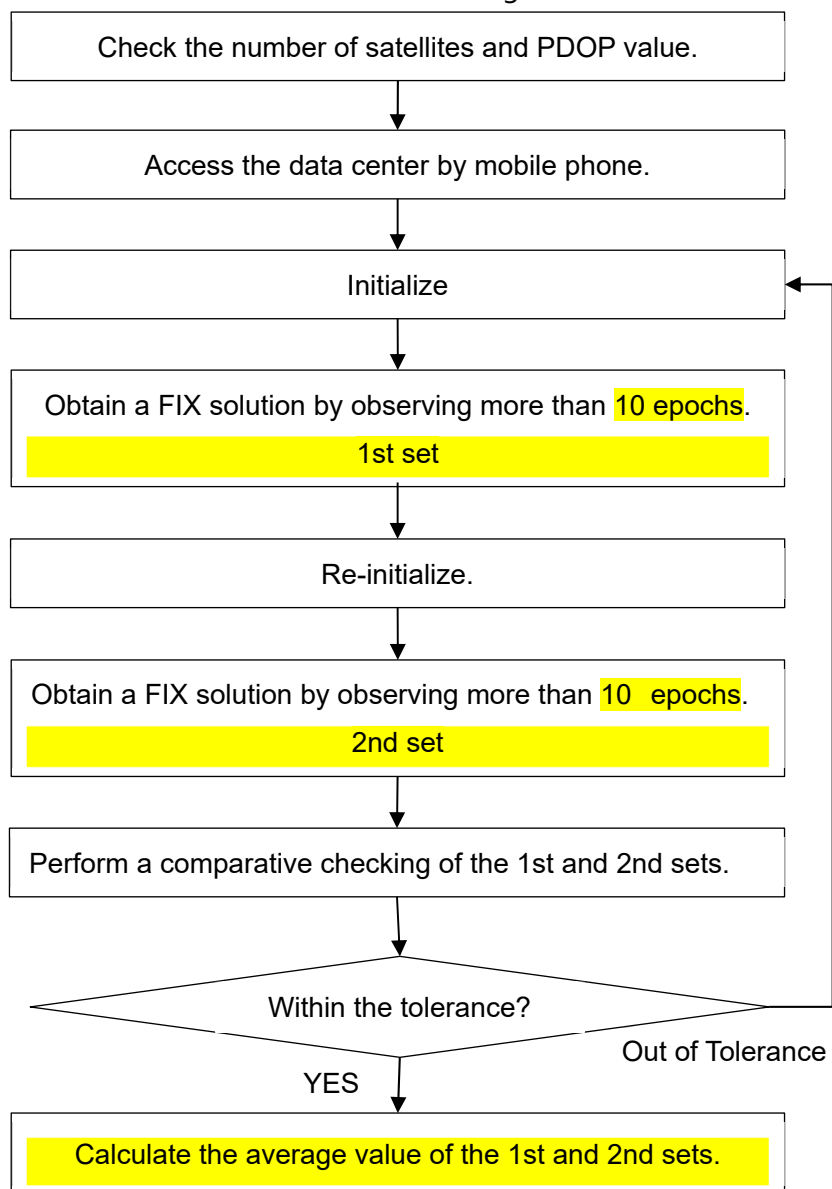 Check the number of satellites and PDOP value.
Access the data center by mobile phone.
Initialize
Obtain a FIX solution by observing more than 10 epochs.
1st set
Re-initialize.
Obtain a FIX solution by observing more than 10 epochs.
2nd set
Perform a comparative checking of the 1st and 2nd sets.
Within the tolerance?
Out of Tolerance
YES
Calculate the average value of the 1st and 2nd sets.